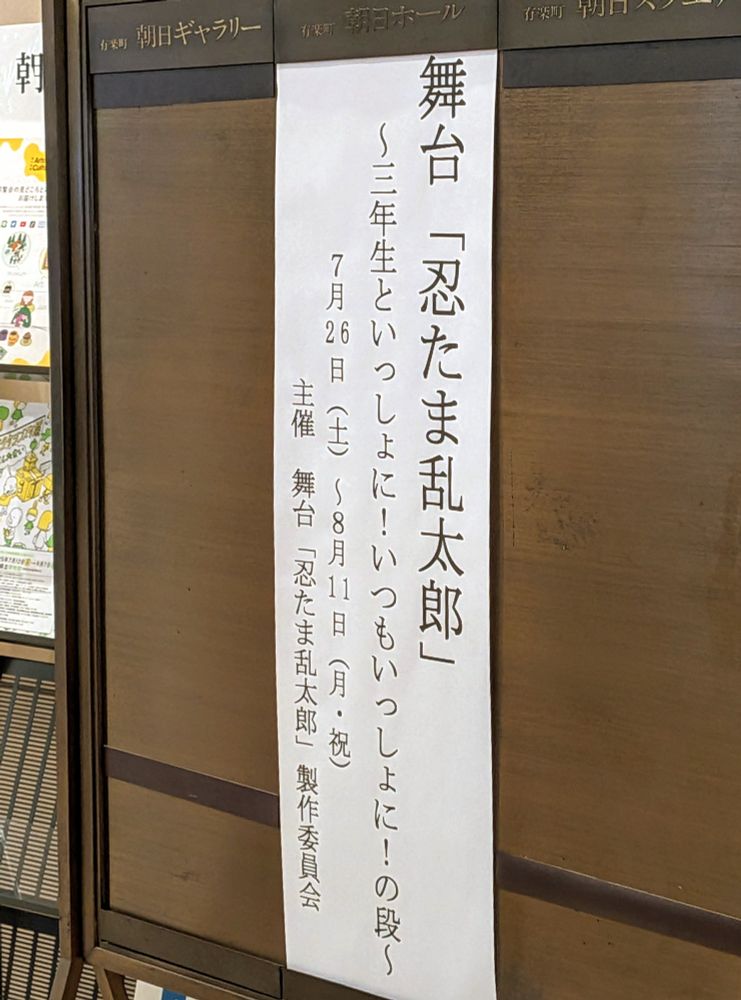 有楽町 朝日ギャラリー
有楽町 朝日ホール
有楽町 朝日スクエア
舞台「忍たま乱太郎」
～三年生といっしょに！いつもいっしょに！の段～
7月26日（土）～8月11日（月・祝）
主催　舞台「忍たま乱太郎」製作委員会
朝